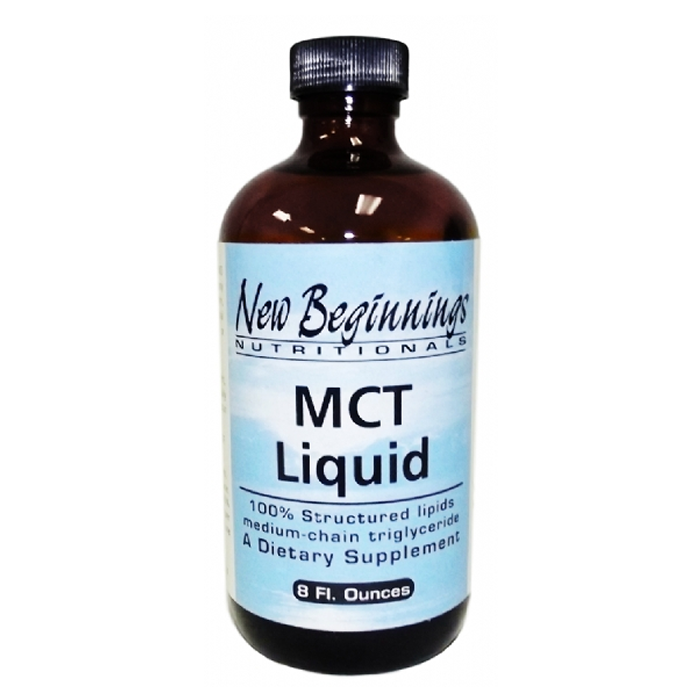 New Beginnings
NUTRITIONALS
MCT
Liquid
100% Structured lipids
medium-chain triglyceride
A Dietary Supplement
8 Fl. Ounces